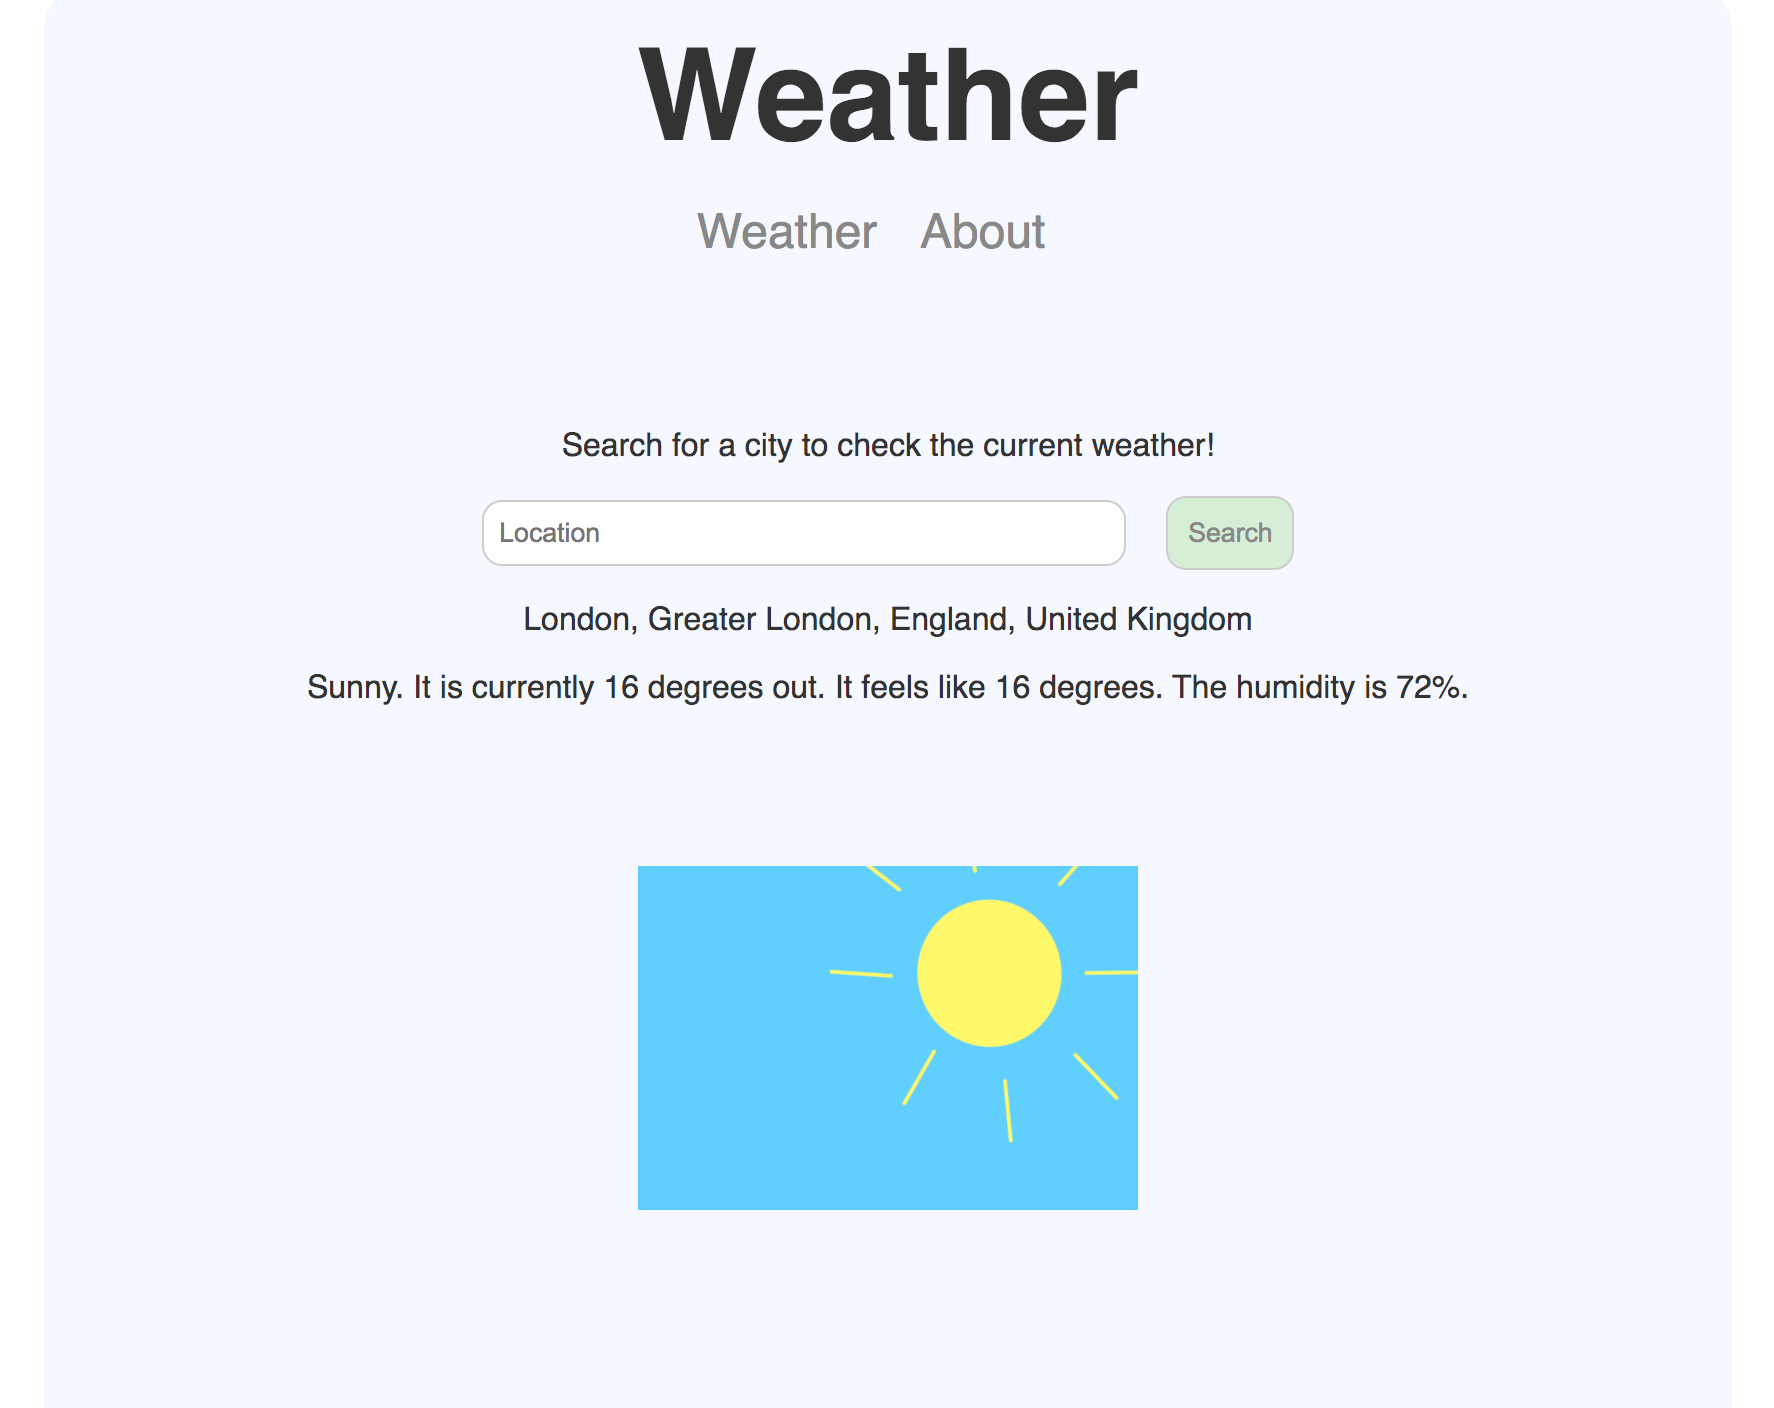 Weather
Weather About
Search for a city to check the current weather!
Location Search
London, Greater London, England, United Kingdom
Sunny. It is currently 16 degrees out. It feels like 16 degrees. The humidity is 72%.